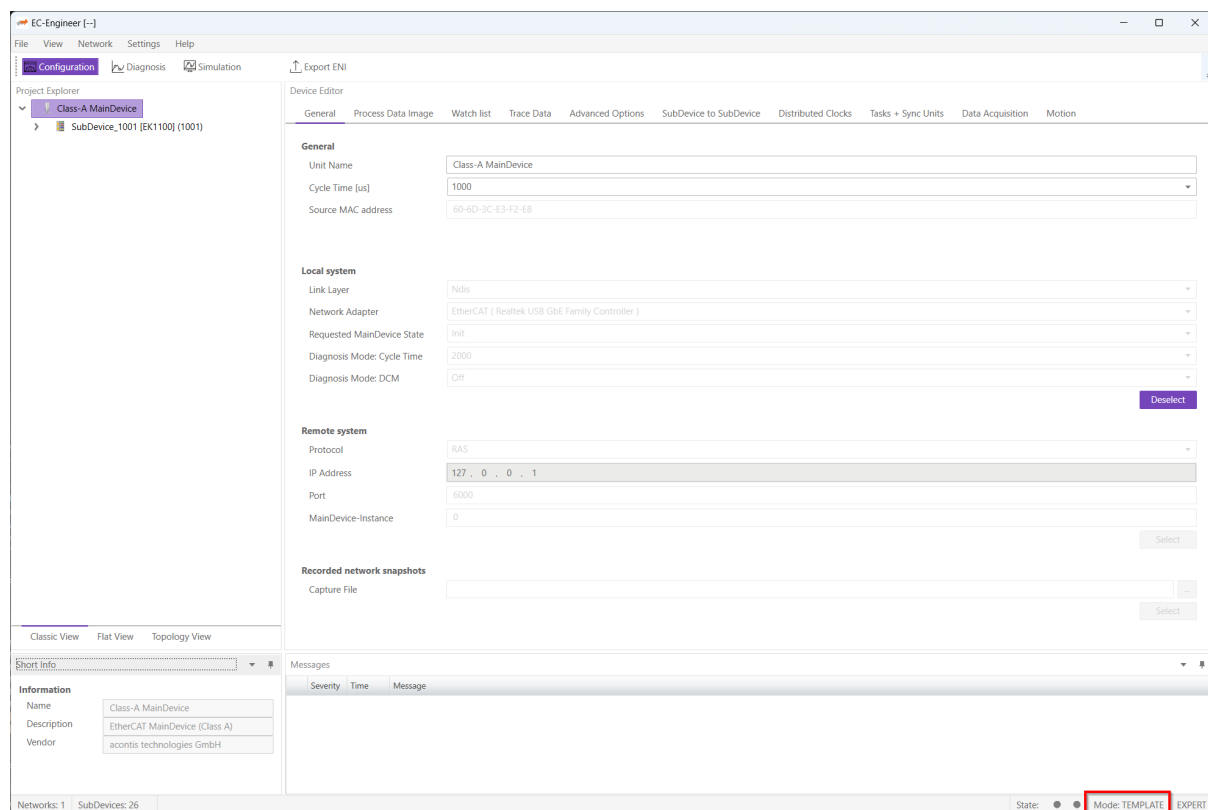 EC-Engineer [--]
File View Network Settings Help
Configuration Diagnosis Simulation Export ENI
Project Explorer
Class-A MainDevice
SubDevice_1001 [EK1100] (1001)
Classic View Flat View Topology View
Device Editor
General Process Data Image Watch list Trace Data Advanced Options SubDevice to SubDevice Distributed Clocks Tasks + Sync Units Data Acquisition Motion
General
Unit Name Class-A MainDevice
Cycle Time [us] 1000
Source MAC address 60-6D-3C-E3-F2-E8
Local system
Link Layer Ndis
Network Adapter EtherCAT ( Realtek USB GbE Family Controller )
Requested MainDevice State Init
Diagnosis Mode: Cycle Time 2000
Diagnosis Mode: DCM Off
Deselect
Remote system
Protocol RAS
IP Address 127 . 0 . 0 . 1
Port 6000
MainDevice-Instance 0
Select
Recorded network snapshots
Capture File ...
Select
Short Info
Information
Name Class-A MainDevice
Description EtherCAT MainDevice (Class A)
Vendor acontis technologies GmbH
Messages
Severity Time Message
Networks: 1 SubDevices: 26 State: Mode: TEMPLATE EXPERT